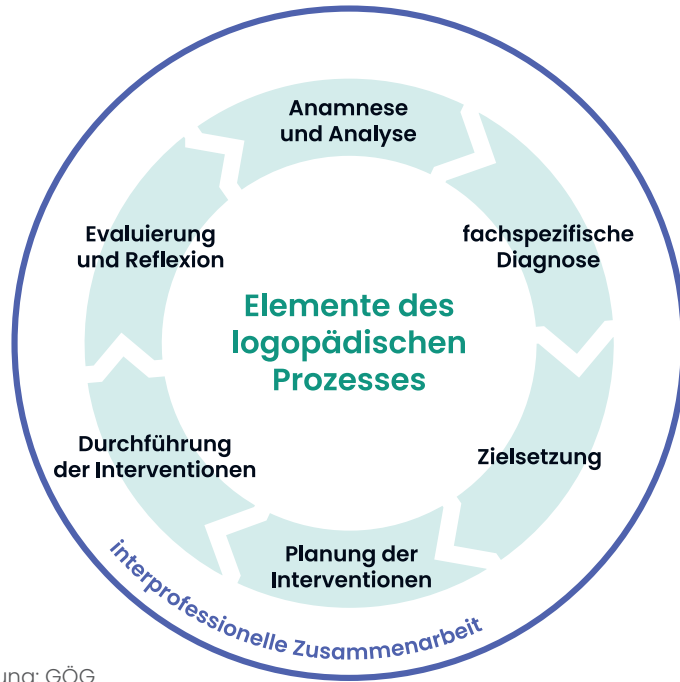 Anamnese
und Analyse
fachspezifische
Diagnose
Zielsetzung
Planung der
Interventionen
Durchführung
der Interventionen
Evaluierung
und Reflexion
Elemente des
logopädischen
Prozesses
interprofessionelle Zusammenarbeit
GÖG